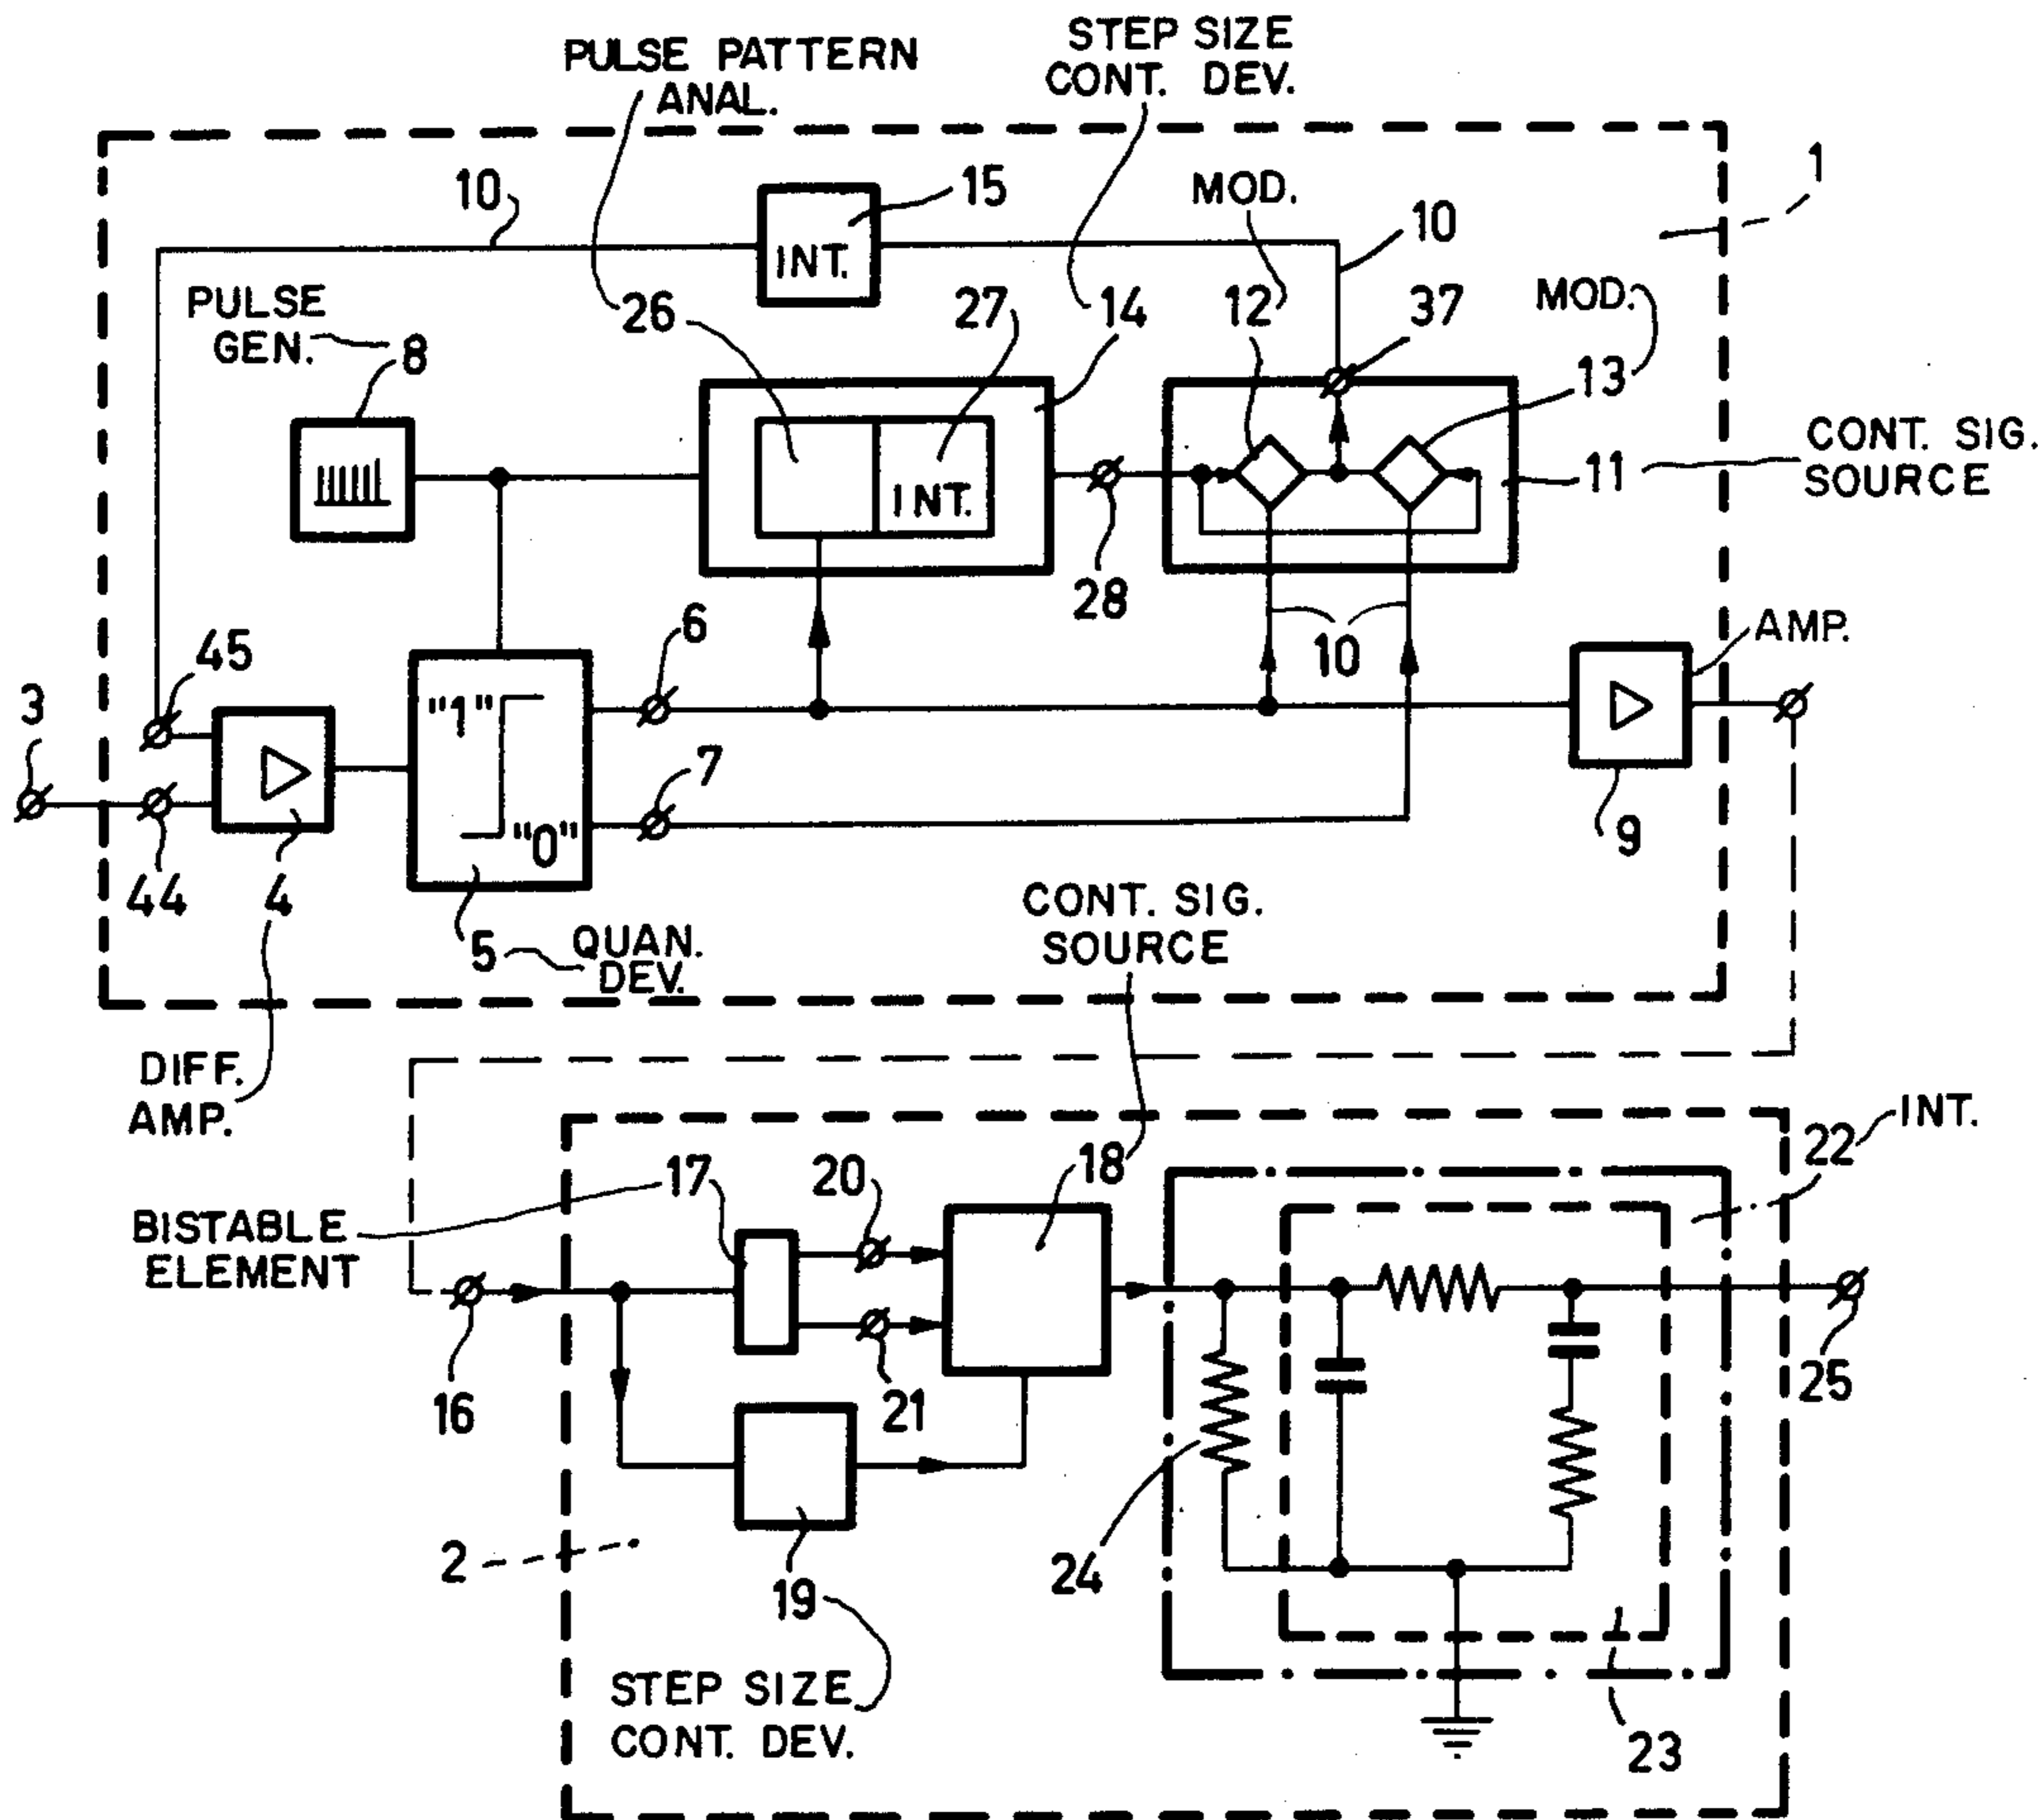 PULSE PATTERN
ANAL.
STEP SIZE
CONT. DEV.
1
10
15
INT.
MOD.
10
PULSE
GEN.
8
26
27
14
12
37
MOD.
13
INT.
CONT. SIG.
SOURCE
11
28
10
AMP.
45
6
3
"1"
"0"
7
44
4
5
QUAN.
DEV.
9
CONT. SIG.
SOURCE
DIFF.
AMP.
INT.
22
17
20
18
BISTABLE
ELEMENT
16
21
25
24
2
19
STEP SIZE
CONT. DEV.
23